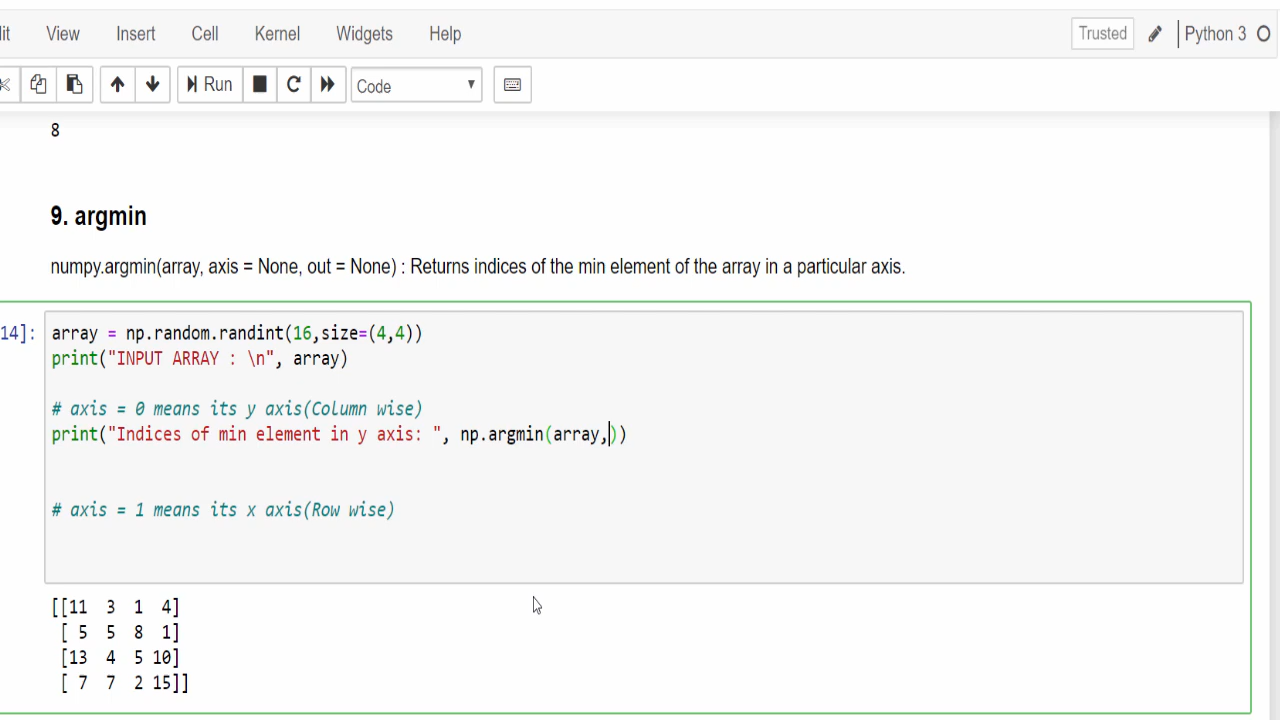 it View Insert Cell Kernel Widgets Help Trusted Python 3
Run Code
8
9. argmin
numpy.argmin(array, axis = None, out = None) : Returns indices of the min element of the array in a particular axis.
14]: array = np.random.randint(16,size=(4,4))
print("INPUT ARRAY : \n", array)
# axis = 0 means its y axis(Column wise)
print("Indices of min element in y axis: ", np.argmin(array,))
# axis = 1 means its x axis(Row wise)
[[11 3 1 4]
[ 5 5 8 1]
[13 4 5 10]
[ 7 7 2 15]]